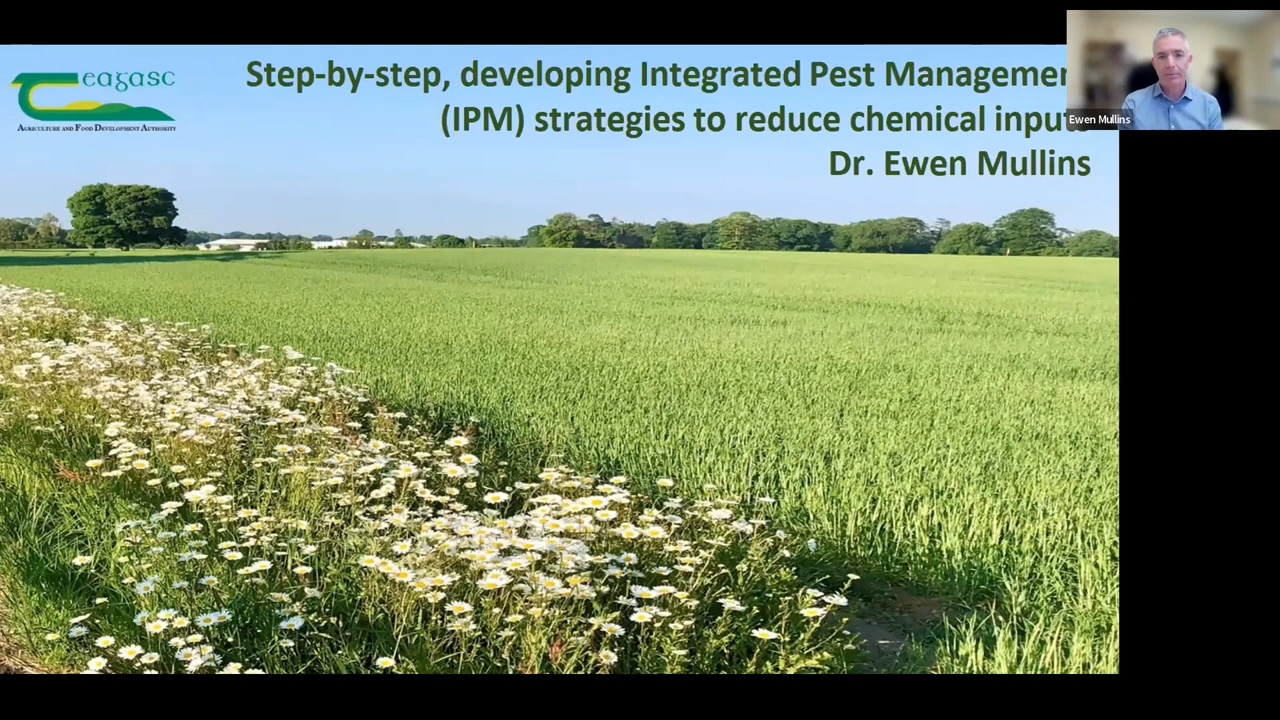 eagasc
AGRICULTURE AND FOOD DEVELOPMENT AUTHORITY
Step-by-step, developing Integrated Pest Managemen
(IPM) strategies to reduce chemical input
Dr. Ewen Mullins
Ewen Mullins